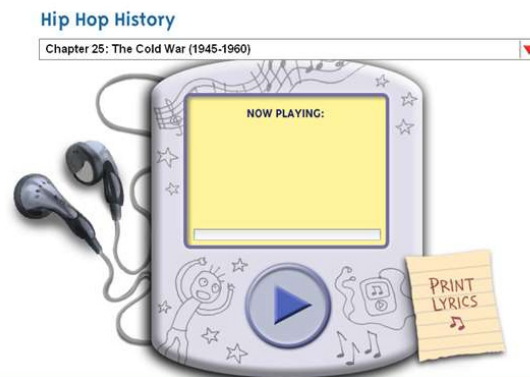 Hip Hop History
Chapter 25: The Cold War (1945-1960)
NOW PLAYING:
PRINT
LYRICS